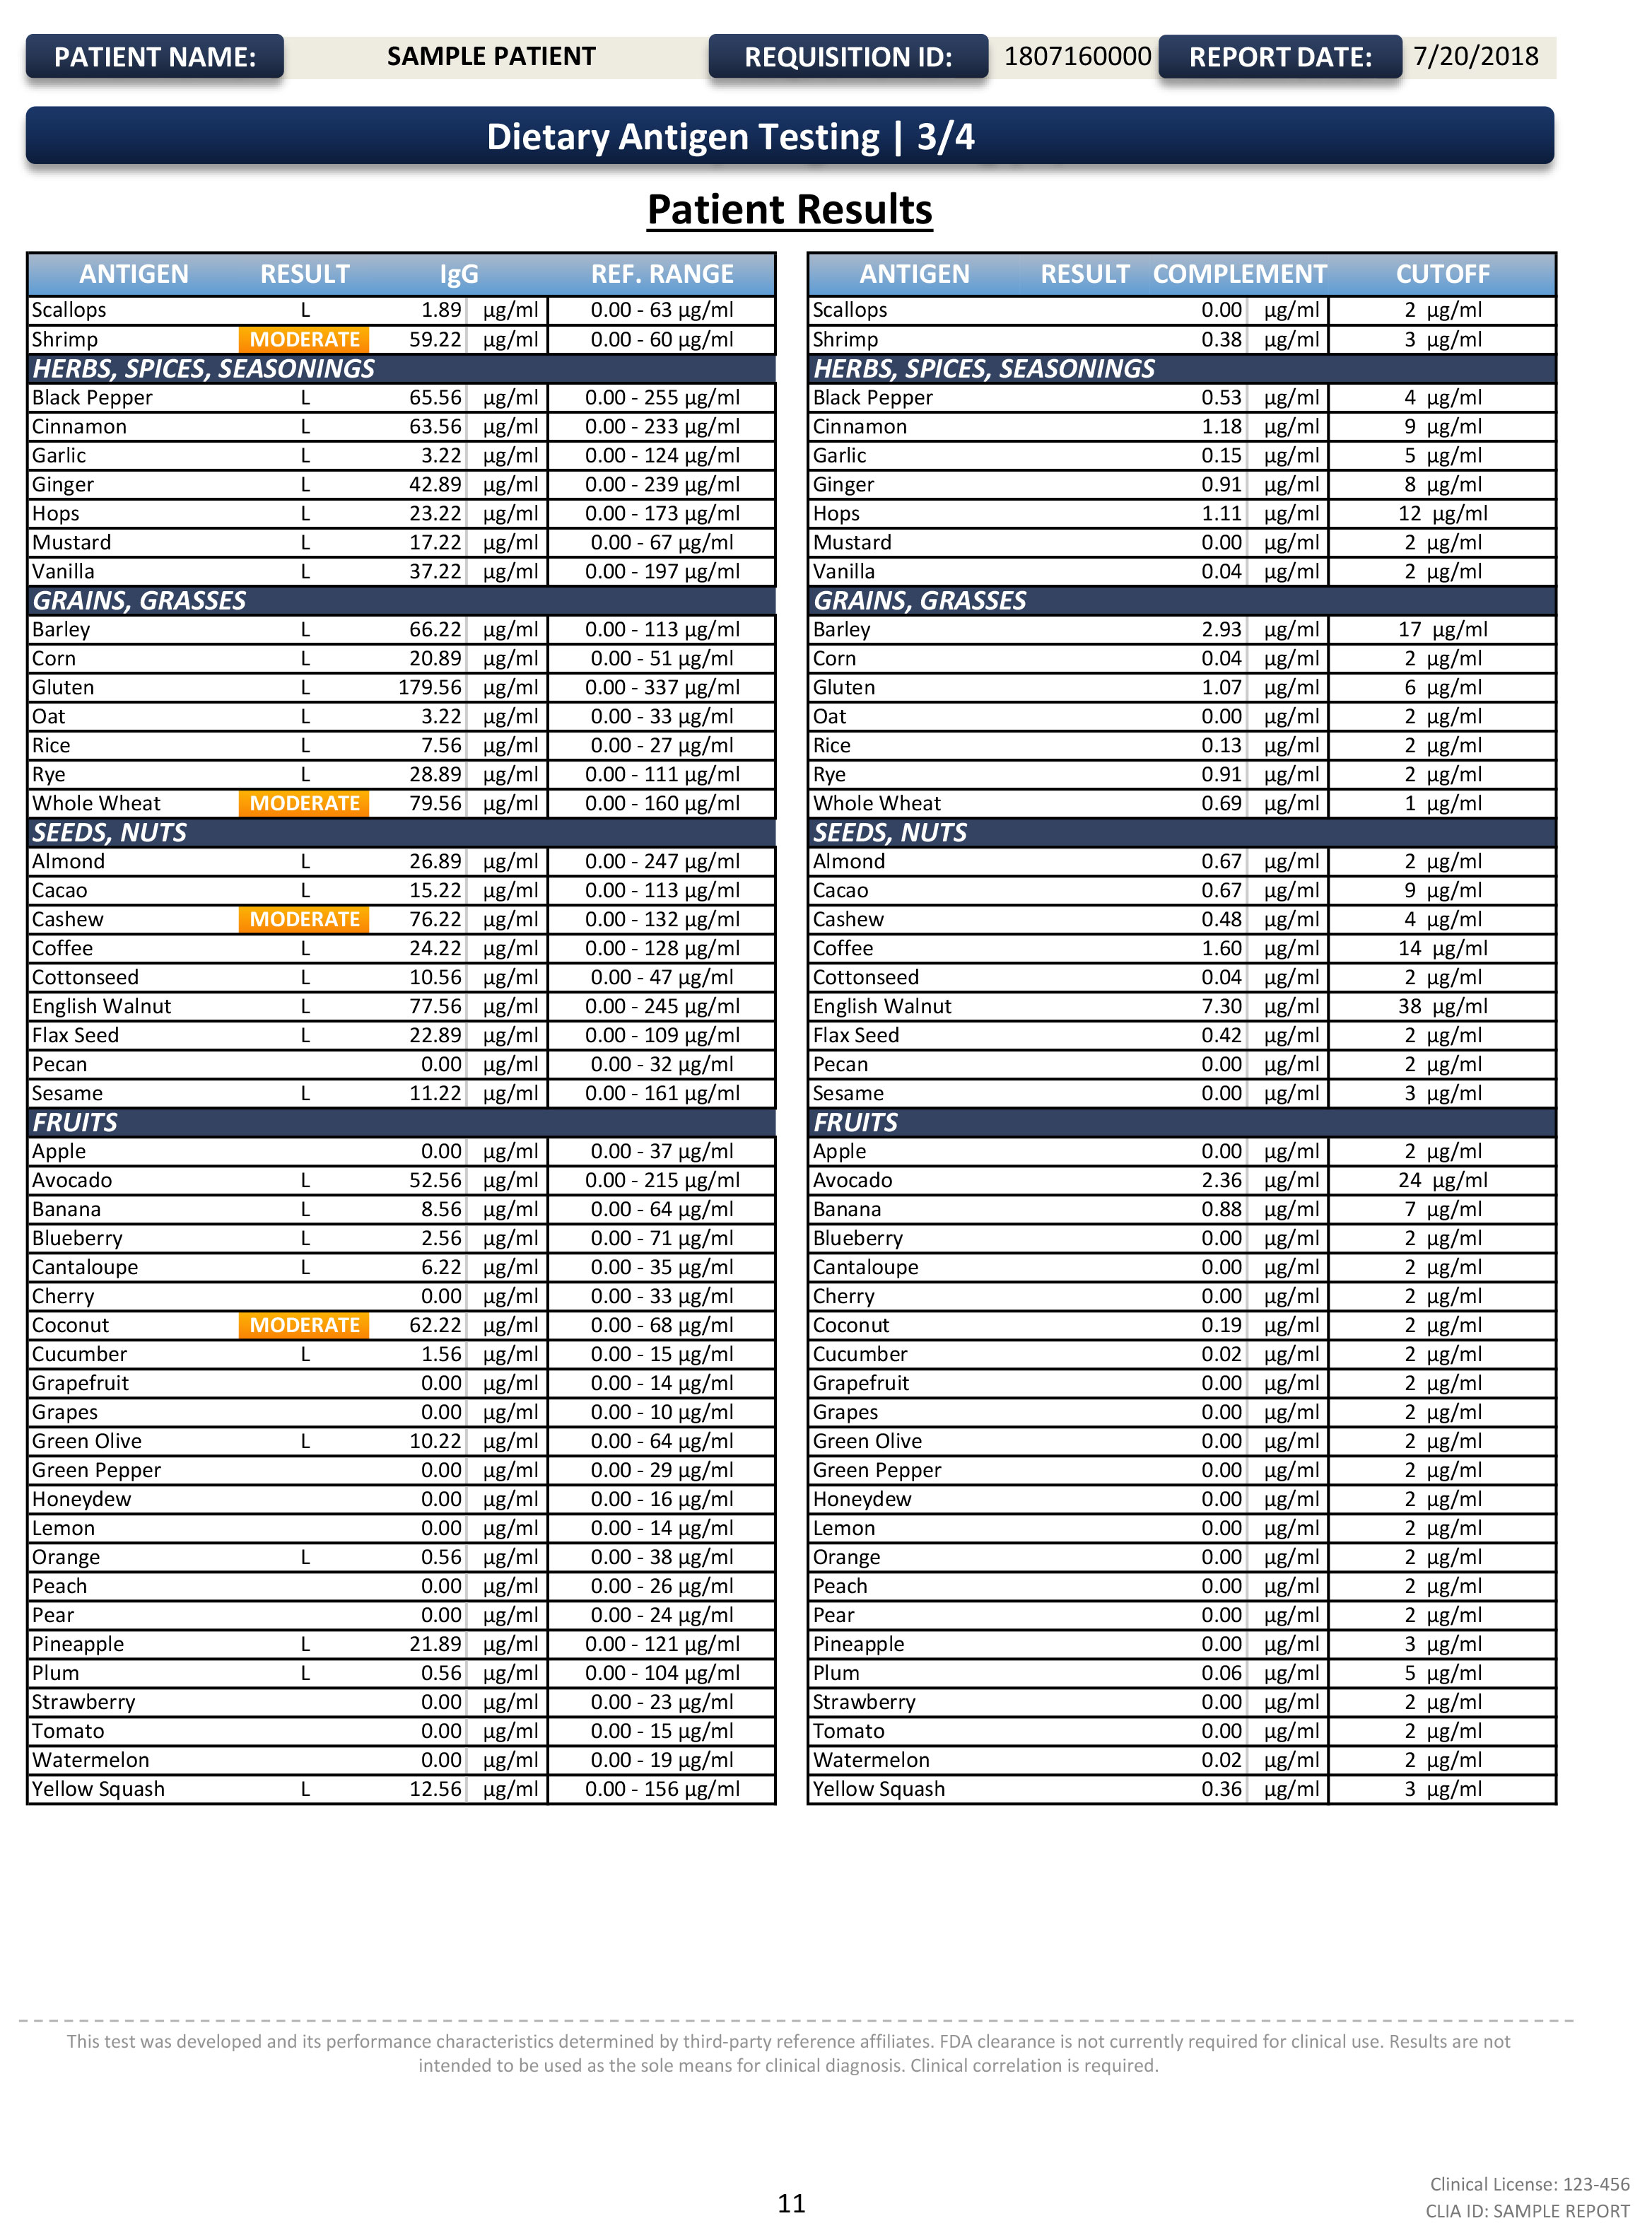 PATIENT NAME: SAMPLE PATIENT REQUISITION ID: 1807160000 REPORT DATE: 7/20/2018
Dietary Antigen Testing | 3/4
Patient Results
ANTIGEN RESULT IgG REF. RANGE ANTIGEN RESULT COMPLEMENT CUTOFF
Scallops L 1.89 µg/ml 0.00 - 63 µg/ml Scallops 0.00 µg/ml 2 µg/ml
Shrimp MODERATE 59.22 µg/ml 0.00 - 60 µg/ml Shrimp 0.38 µg/ml 3 µg/ml
HERBS, SPICES, SEASONINGS HERBS, SPICES, SEASONINGS
Black Pepper L 65.56 µg/ml 0.00 - 255 µg/ml Black Pepper 0.53 µg/ml 4 µg/ml
Cinnamon L 63.56 µg/ml 0.00 - 233 µg/ml Cinnamon 1.18 µg/ml 9 µg/ml
Garlic L 3.22 µg/ml 0.00 - 124 µg/ml Garlic 0.15 µg/ml 5 µg/ml
Ginger L 42.89 µg/ml 0.00 - 239 µg/ml Ginger 0.91 µg/ml 8 µg/ml
Hops L 23.22 µg/ml 0.00 - 173 µg/ml Hops 1.11 µg/ml 12 µg/ml
Mustard L 17.22 µg/ml 0.00 - 67 µg/ml Mustard 0.00 µg/ml 2 µg/ml
Vanilla L 37.22 µg/ml 0.00 - 197 µg/ml Vanilla 0.04 µg/ml 2 µg/ml
GRAINS, GRASSES GRAINS, GRASSES
Barley L 66.22 µg/ml 0.00 - 113 µg/ml Barley 2.93 µg/ml 17 µg/ml
Corn L 20.89 µg/ml 0.00 - 51 µg/ml Corn 0.04 µg/ml 2 µg/ml
Gluten L 179.56 µg/ml 0.00 - 337 µg/ml Gluten 1.07 µg/ml 6 µg/ml
Oat L 3.22 µg/ml 0.00 - 33 µg/ml Oat 0.00 µg/ml 2 µg/ml
Rice L 7.56 µg/ml 0.00 - 27 µg/ml Rice 0.13 µg/ml 2 µg/ml
Rye L 28.89 µg/ml 0.00 - 111 µg/ml Rye 0.91 µg/ml 2 µg/ml
Whole Wheat MODERATE 79.56 µg/ml 0.00 - 160 µg/ml Whole Wheat 0.69 µg/ml 1 µg/ml
SEEDS, NUTS SEEDS, NUTS
Almond L 26.89 µg/ml 0.00 - 247 µg/ml Almond 0.67 µg/ml 2 µg/ml
Cacao L 15.22 µg/ml 0.00 - 113 µg/ml Cacao 0.67 µg/ml 9 µg/ml
Cashew MODERATE 76.22 µg/ml 0.00 - 132 µg/ml Cashew 0.48 µg/ml 4 µg/ml
Coffee L 24.22 µg/ml 0.00 - 128 µg/ml Coffee 1.60 µg/ml 14 µg/ml
Cottonseed L 10.56 µg/ml 0.00 - 47 µg/ml Cottonseed 0.04 µg/ml 2 µg/ml
English Walnut L 77.56 µg/ml 0.00 - 245 µg/ml English Walnut 7.30 µg/ml 38 µg/ml
Flax Seed L 22.89 µg/ml 0.00 - 109 µg/ml Flax Seed 0.42 µg/ml 2 µg/ml
Pecan 0.00 µg/ml 0.00 - 32 µg/ml Pecan 0.00 µg/ml 2 µg/ml
Sesame L 11.22 µg/ml 0.00 - 161 µg/ml Sesame 0.00 µg/ml 3 µg/ml
FRUITS FRUITS
Apple 0.00 µg/ml 0.00 - 37 µg/ml Apple 0.00 µg/ml 2 µg/ml
Avocado L 52.56 µg/ml 0.00 - 215 µg/ml Avocado 2.36 µg/ml 24 µg/ml
Banana L 8.56 µg/ml 0.00 - 64 µg/ml Banana 0.88 µg/ml 7 µg/ml
Blueberry L 2.56 µg/ml 0.00 - 71 µg/ml Blueberry 0.00 µg/ml 2 µg/ml
Cantaloupe L 6.22 µg/ml 0.00 - 35 µg/ml Cantaloupe 0.00 µg/ml 2 µg/ml
Cherry 0.00 µg/ml 0.00 - 33 µg/ml Cherry 0.00 µg/ml 2 µg/ml
Coconut MODERATE 62.22 µg/ml 0.00 - 68 µg/ml Coconut 0.19 µg/ml 2 µg/ml
Cucumber L 1.56 µg/ml 0.00 - 15 µg/ml Cucumber 0.02 µg/ml 2 µg/ml
Grapefruit 0.00 µg/ml 0.00 - 14 µg/ml Grapefruit 0.00 µg/ml 2 µg/ml
Grapes 0.00 µg/ml 0.00 - 10 µg/ml Grapes 0.00 µg/ml 2 µg/ml
Green Olive L 10.22 µg/ml 0.00 - 64 µg/ml Green Olive 0.00 µg/ml 2 µg/ml
Green Pepper 0.00 µg/ml 0.00 - 29 µg/ml Green Pepper 0.00 µg/ml 2 µg/ml
Honeydew 0.00 µg/ml 0.00 - 16 µg/ml Honeydew 0.00 µg/ml 2 µg/ml
Lemon 0.00 µg/ml 0.00 - 14 µg/ml Lemon 0.00 µg/ml 2 µg/ml
Orange L 0.56 µg/ml 0.00 - 38 µg/ml Orange 0.00 µg/ml 2 µg/ml
Peach 0.00 µg/ml 0.00 - 26 µg/ml Peach 0.00 µg/ml 2 µg/ml
Pear 0.00 µg/ml 0.00 - 24 µg/ml Pear 0.00 µg/ml 2 µg/ml
Pineapple L 21.89 µg/ml 0.00 - 121 µg/ml Pineapple 0.00 µg/ml 3 µg/ml
Plum L 0.56 µg/ml 0.00 - 104 µg/ml Plum 0.06 µg/ml 5 µg/ml
Strawberry 0.00 µg/ml 0.00 - 23 µg/ml Strawberry 0.00 µg/ml 2 µg/ml
Tomato 0.00 µg/ml 0.00 - 15 µg/ml Tomato 0.00 µg/ml 2 µg/ml
Watermelon 0.00 µg/ml 0.00 - 19 µg/ml Watermelon 0.02 µg/ml 2 µg/ml
Yellow Squash L 12.56 µg/ml 0.00 - 156 µg/ml Yellow Squash 0.36 µg/ml 3 µg/ml
This test was developed and its performance characteristics determined by third-party reference affiliates. FDA clearance is not currently required for clinical use. Results are not
intended to be used as the sole means for clinical diagnosis. Clinical correlation is required.
Clinical License: 123-456
11
CLIA ID: SAMPLE REPORT